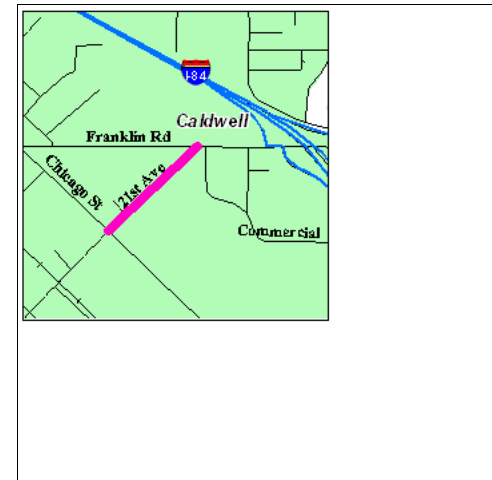 I-84
Caldwell
Franklin Rd
Chicago St
21st Ave
Commercial